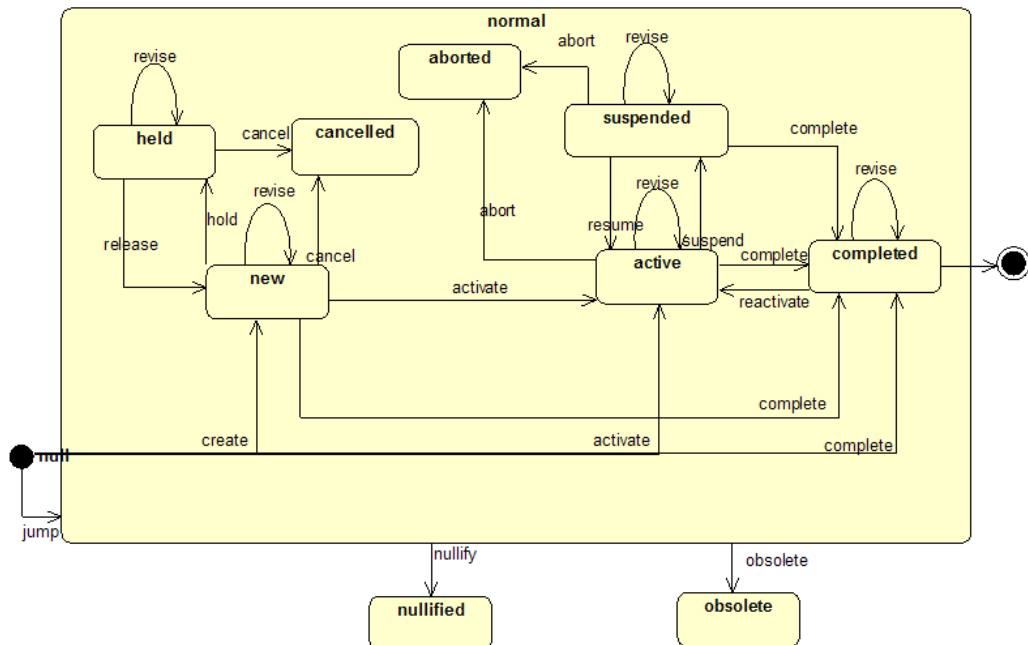 normal
revise
abort
revise
aborted
suspended
held
cancel
cancelled
complete
revise
revise
revise
hold
abort
release
resume
suspend
cancel
new
active
complete
completed
activate
reactivate
complete
create
activate
complete
null
jump
nullify
obsolete
nullified
obsolete